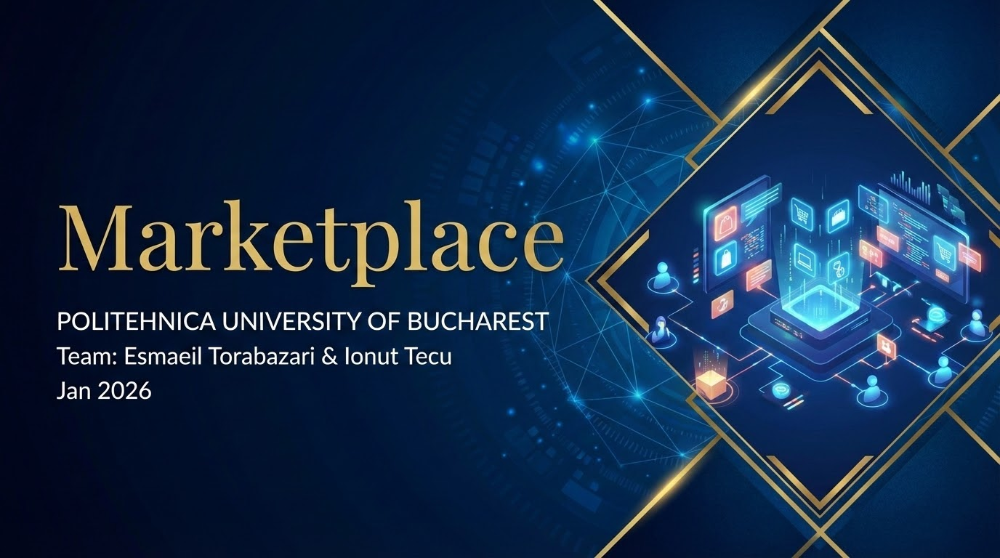 Marketplace
POLITEHNICA UNIVERSITY OF BUCHAREST
Team: Esmaeil Torabazari & Ionut Tecu
Jan 2026